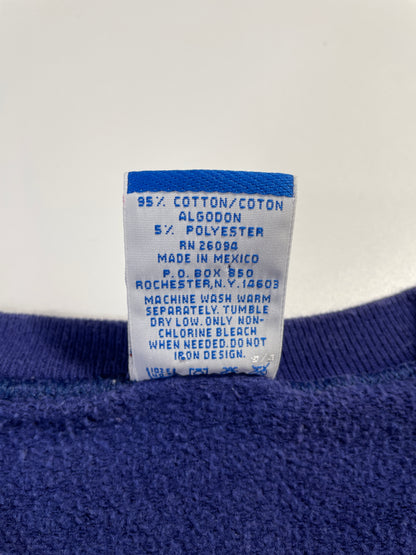 95% COTTON/COTON
ALGODON
5% POLYESTER
RN 26094
MADE IN MEXICO
P.O. BOX 850
ROCHESTER, N.Y. 14603
MACHINE WASH WARM
SEPARATELY. TUMBLE
DRY LOW. ONLY NON-
CHLORINE BLEACH
WHEN NEEDED. DO NOT
IRON DESIGN.